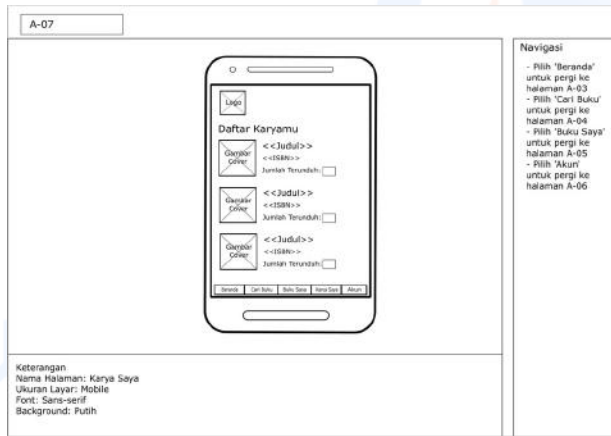 A-07
Logo
Daftar Karyamu
Gambar
Cover
<<Judul>>
<<ISBN>>
Jumlah Terunduh:
Gambar
Cover
<<Judul>>
<<ISBN>>
Jumlah Terunduh:
Gambar
Cover
<<Judul>>
<<ISBN>>
Jumlah Terunduh:
Beranda Cari Buku Buku Saya Karya Saya Akun
Navigasi
- Pilih 'Beranda'
untuk pergi ke
halaman A-03
- Pilih 'Cari Buku'
untuk pergi ke
halaman A-04
- Pilih 'Buku Saya'
untuk pergi ke
halaman A-05
- Pilih 'Akun'
untuk pergi ke
halaman A-06
Keterangan
Nama Halaman: Karya Saya
Ukuran Layar: Mobile
Font: Sans-serif
Background: Putih